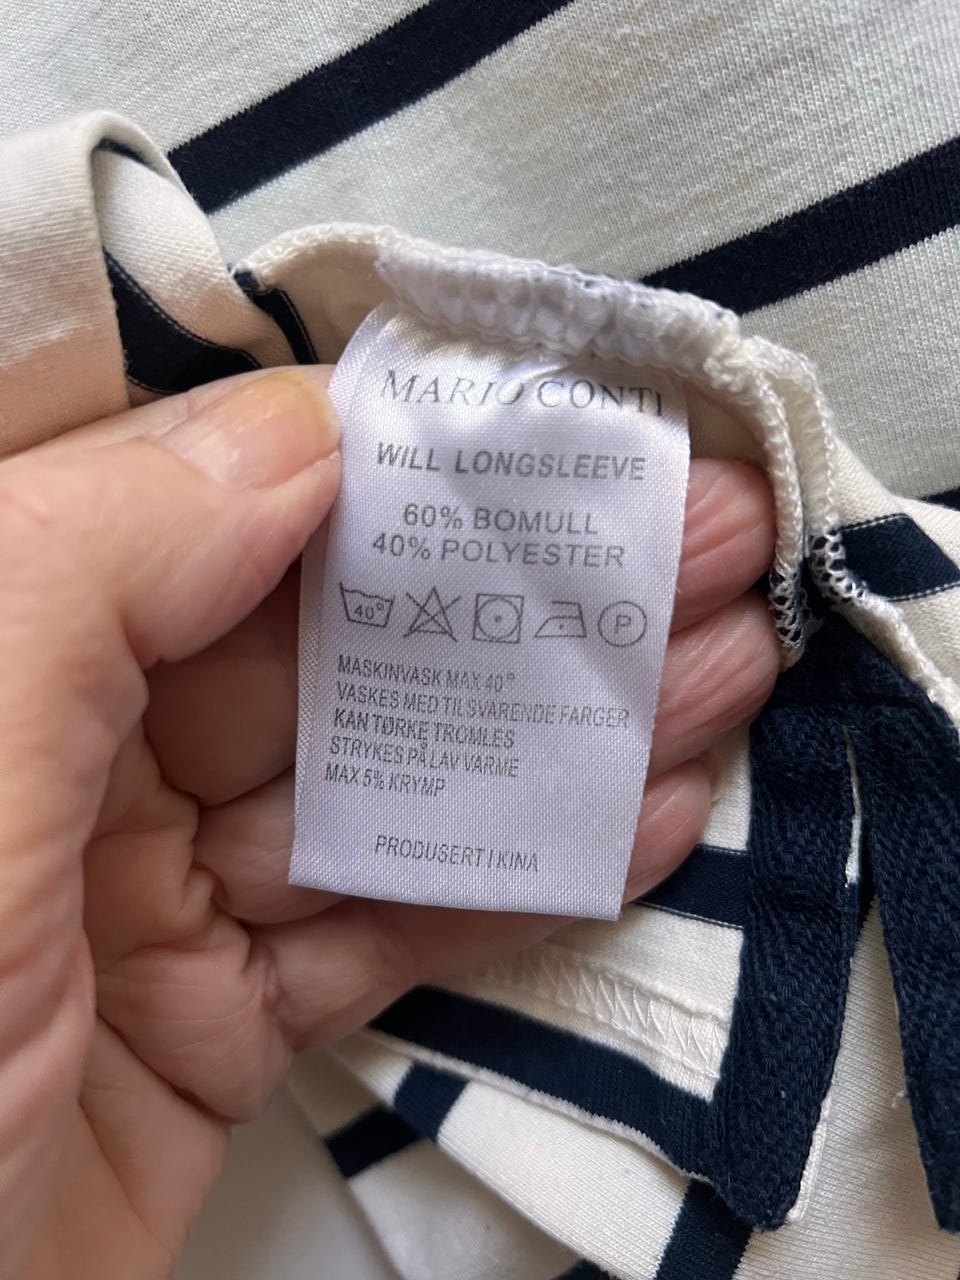 MARIO CONTI
WILL LONGSLEEVE
60% BOMULL
40% POLYESTER
40° P
MASKINVASK MAX 40°
VASKES MED TILSVARENDE FARGER
KAN TØRKE TROMLES
STRYKES PÅ LAV VARME
MAX 5% KRYMP
PRODUSERT I KINA